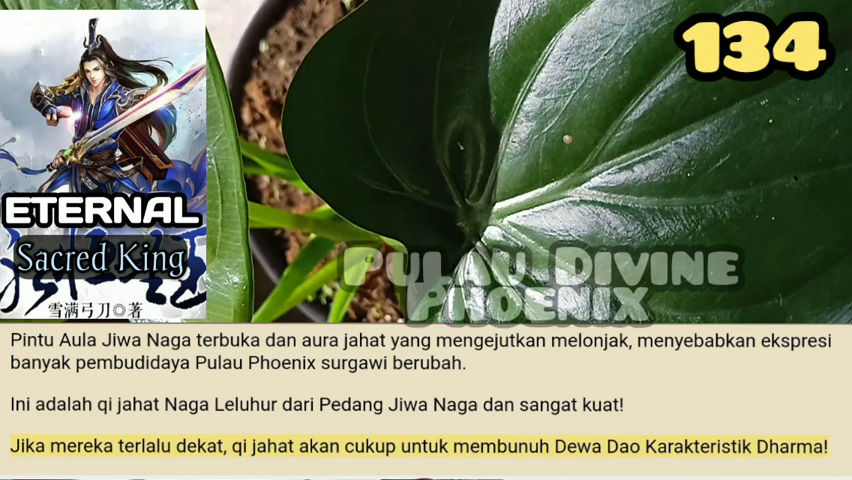 134
ETERNAL
Sacred King
雪满弓刀◎著
PULAU DIVINE
PHOENIX
Pintu Aula Jiwa Naga terbuka dan aura jahat yang mengejutkan melonjak, menyebabkan ekspresi
banyak pembudidaya Pulau Phoenix surgawi berubah.
Ini adalah qi jahat Naga Leluhur dari Pedang Jiwa Naga dan sangat kuat!
Jika mereka terlalu dekat, qi jahat akan cukup untuk membunuh Dewa Dao Karakteristik Dharma!